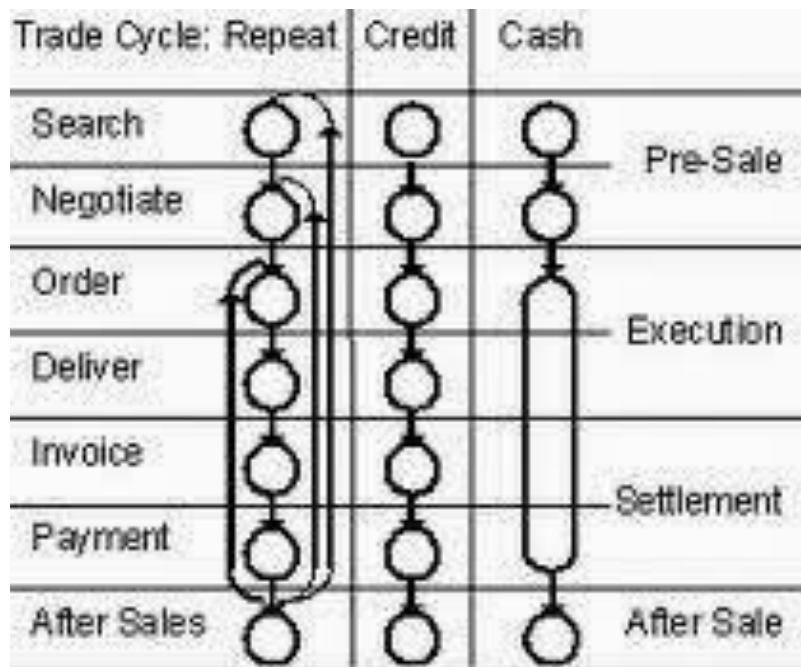 Trade Cycle: Repeat Credit Cash
Search
Pre-Sale
Negotiate
Order
Execution
Deliver
Invoice
Settlement
Payment
After Sales After Sale